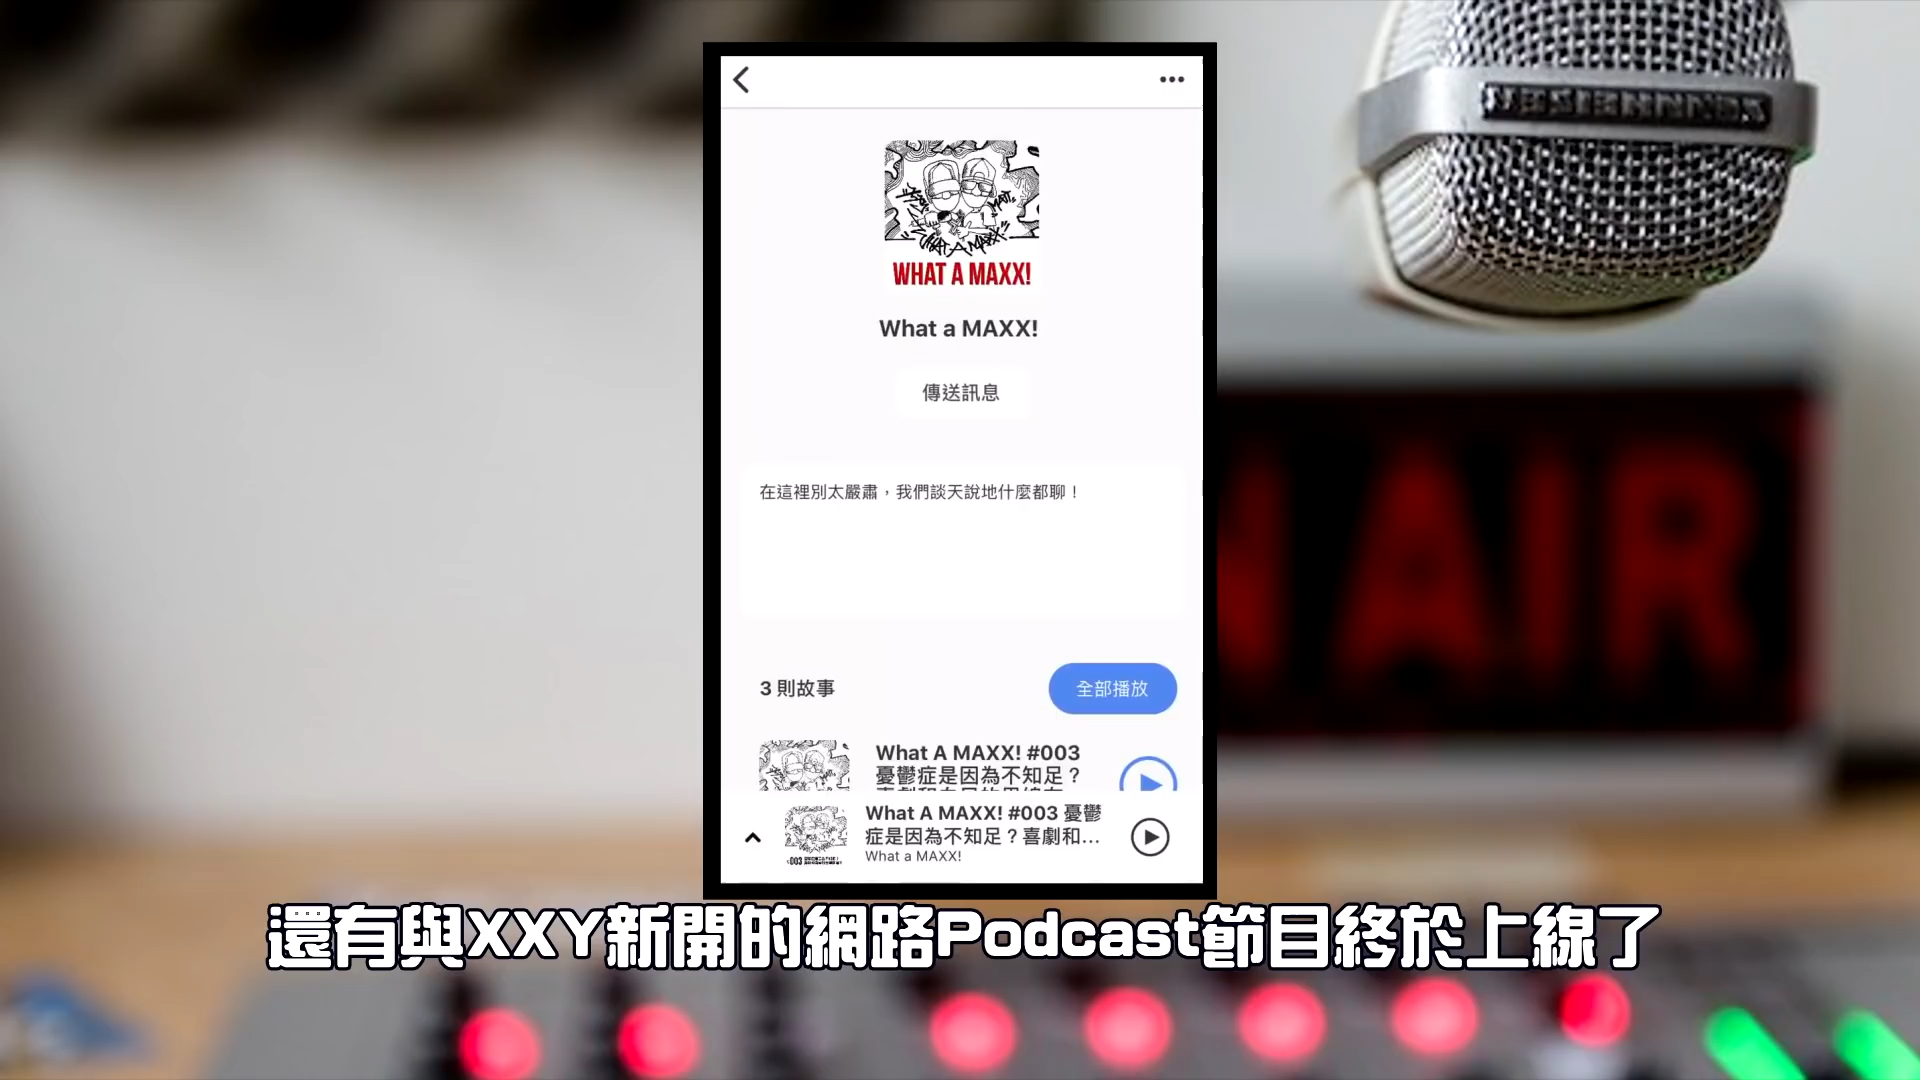 WHAT A MAXX!
What a MAXX!
傳送訊息
在這裡別太嚴肅，我們談天說地什麼都聊！
3 則故事
全部播放
What A MAXX! #003
憂鬱症是因為不知足？
What A MAXX! #003 憂鬱
症是因為不知足？喜劇和...
What a MAXX!
AIR
還有與XXY新開的網路Podcast節目終於上線了